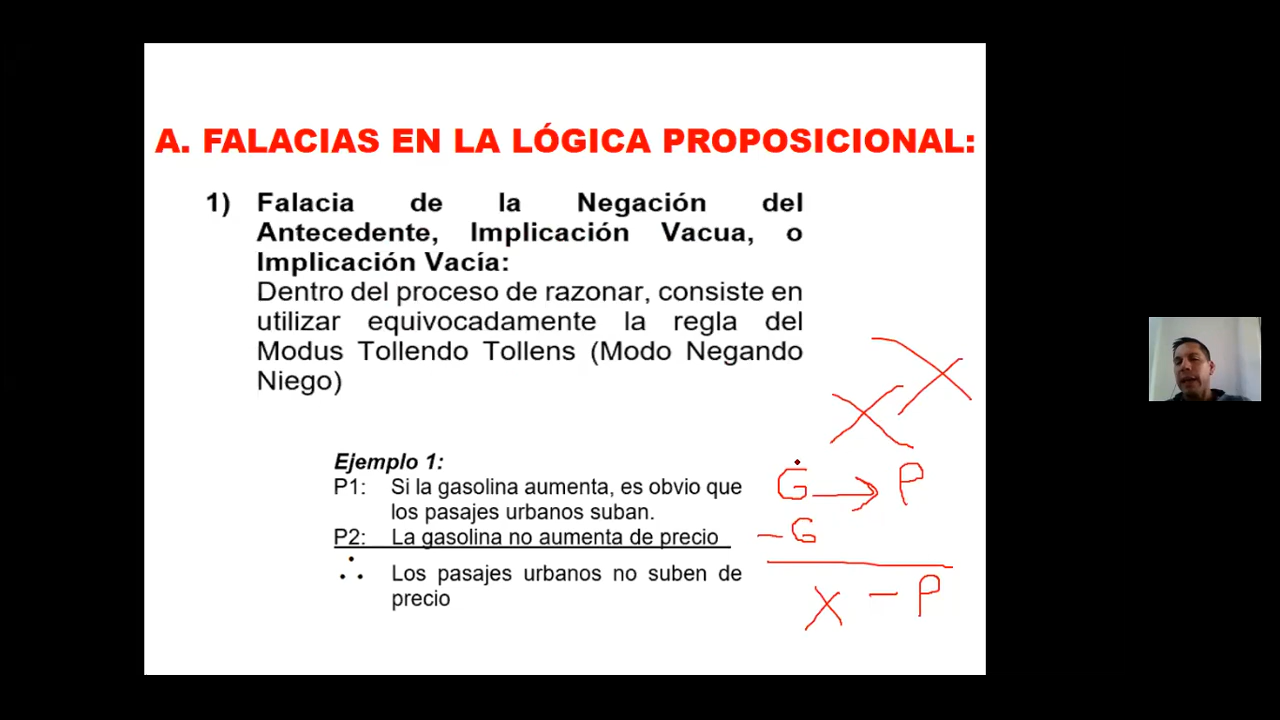 A. FALACIAS EN LA LÓGICA PROPOSICIONAL:
1) Falacia de la Negación del
Antecedente, Implicación Vacua, o
Implicación Vacía:
Dentro del proceso de razonar, consiste en
utilizar equivocadamente la regla del
Modus Tollendo Tollens (Modo Negando
Niego)
Ejemplo 1:
P1: Si la gasolina aumenta, es obvio que
los pasajes urbanos suban.
P2: La gasolina no aumenta de precio
∴ Los pasajes urbanos no suben de
precio
X X
G → P
- G
X - P